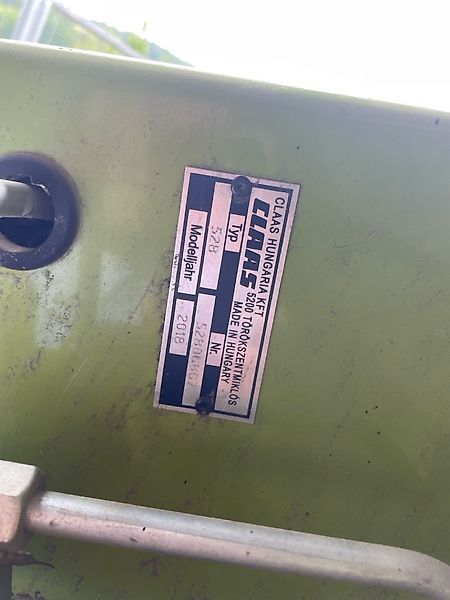 CLAAS HUNGARIA KFT
CLAAS 5200 TÖRÖKSZENTMIKLÓS
MADE IN HUNGARY
Typ Nr.
528
Modelljahr 2018